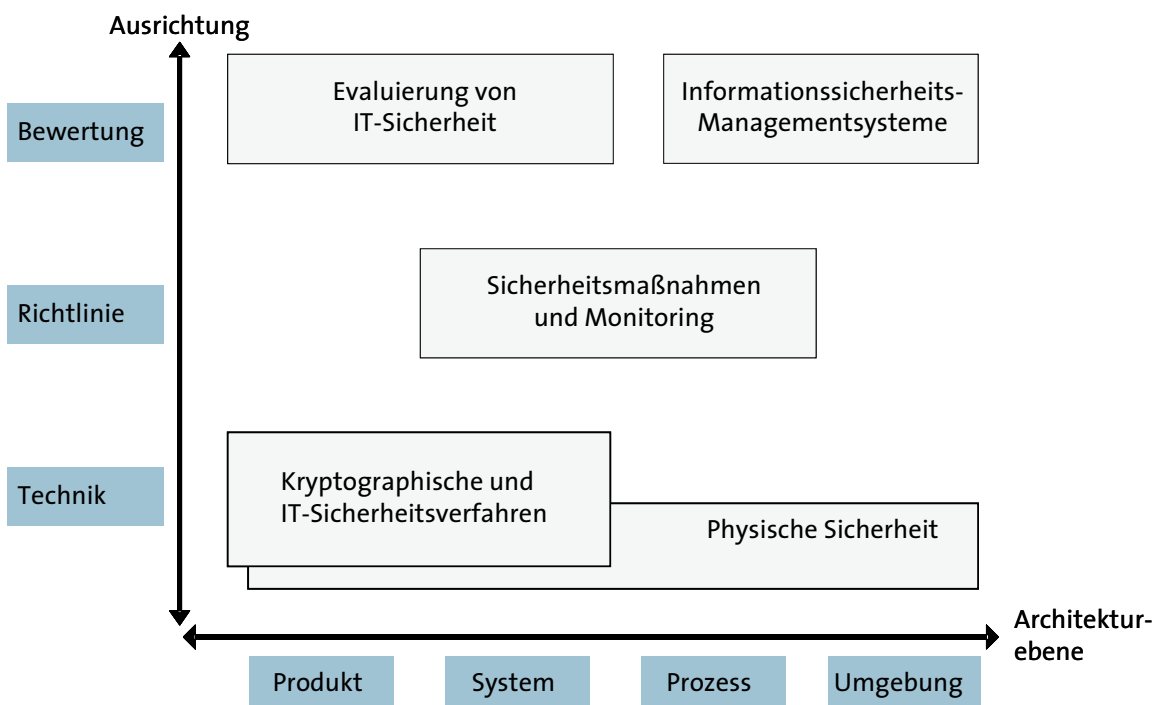 Ausrichtung
Bewertung
Evaluierung von
IT-Sicherheit
Informationssicherheits-
Managementsysteme
Richtlinie
Sicherheitsmaßnahmen
und Monitoring
Technik
Kryptographische und
IT-Sicherheitsverfahren
Physische Sicherheit
Architektur-
ebene
Produkt
System
Prozess
Umgebung